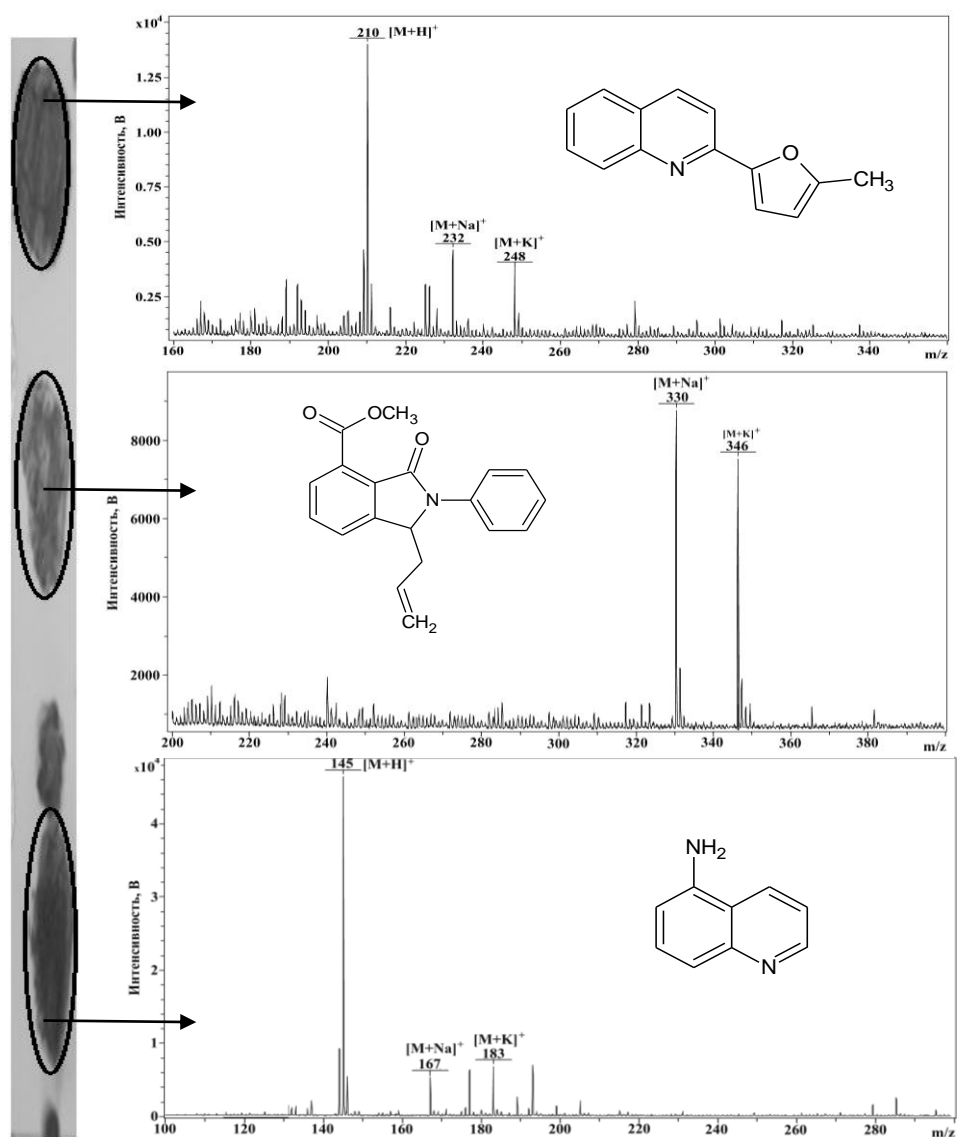 x10⁴
210 [M+H]⁺
1.25
1.00
0.75
0.50
0.25
Интенсивность, В
[M+Na]⁺
232
[M+K]⁺
248
O
N
CH₃
160 180 200 220 240 260 280 300 320 340
m/z
[M+Na]⁺
330
[M+K]⁺
346
8000
6000
4000
2000
Интенсивность, В
O
O
CH₃
O
N
CH₂
200 220 240 260 280 300 320 340 360 380
m/z
x10⁴
145 [M+H]⁺
4
3
2
1
0
Интенсивность, В
[M+Na]⁺
167
[M+K]⁺
183
NH₂
N
100 120 140 160 180 200 220 240 260 280
m/z